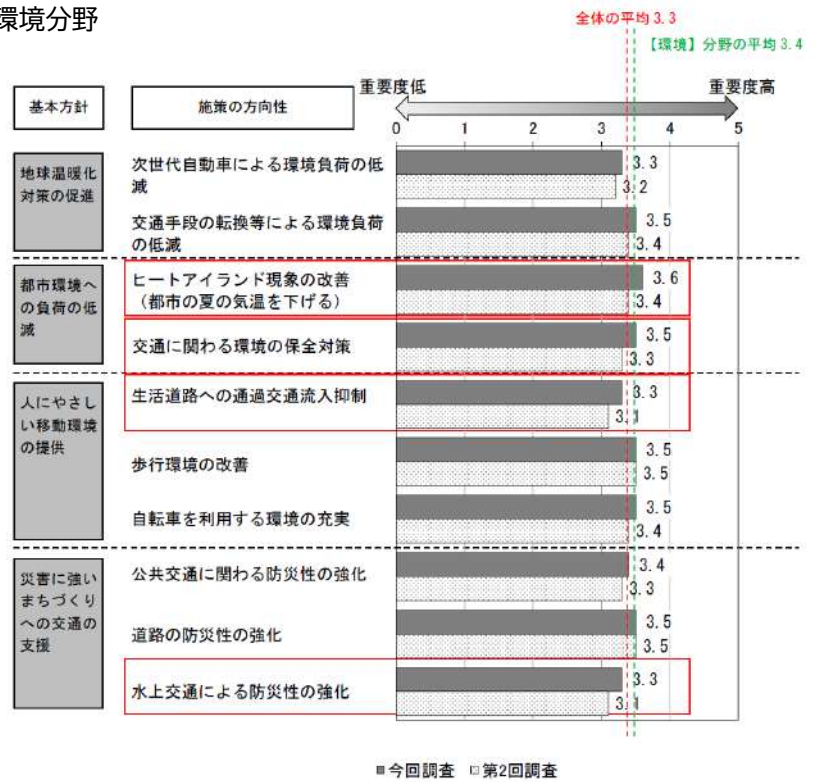 環境分野
全体の平均 3.3
【環境】分野の平均 3.4
重要度低
重要度高
基本方針
施策の方向性
0 1 2 3 4 5
地球温暖化
対策の促進
次世代自動車による環境負荷の低
減
3.3
3.2
交通手段の転換等による環境負荷
の低減
3.5
3.4
都市環境へ
の負荷の低
減
ヒートアイランド現象の改善
（都市の夏の気温を下げる）
3.6
3.4
交通に関わる環境の保全対策
3.5
3.3
人にやさし
い移動環境
の提供
生活道路への通過交通流入抑制
3.3
3.1
歩行環境の改善
3.5
3.5
自転車を利用する環境の充実
3.5
3.4
災害に強い
まちづくり
への交通の
支援
公共交通に関わる防災性の強化
3.4
3.3
道路の防災性の強化
3.5
3.5
水上交通による防災性の強化
3.3
3.1
今回調査 第2回調査